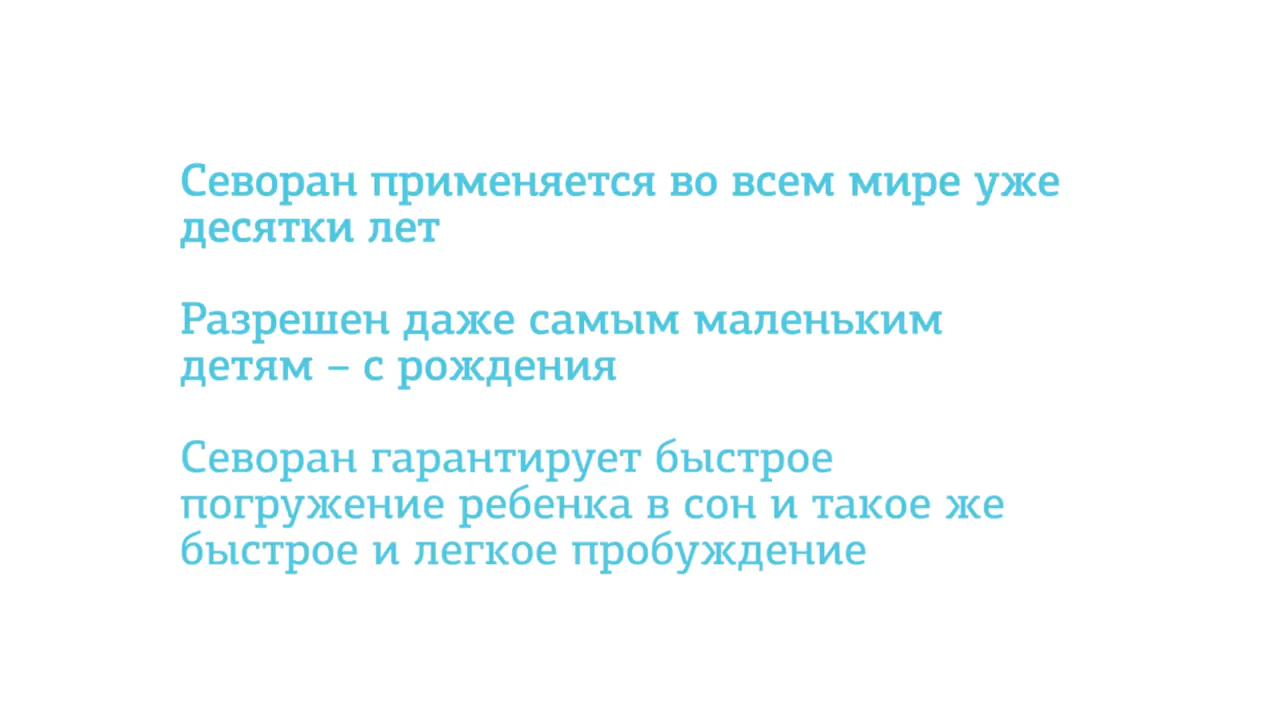 Севоран применяется во всем мире уже
десятки лет
Разрешен даже самым маленьким
детям – с рождения
Севоран гарантирует быстрое
погружение ребенка в сон и такое же
быстрое и легкое пробуждение